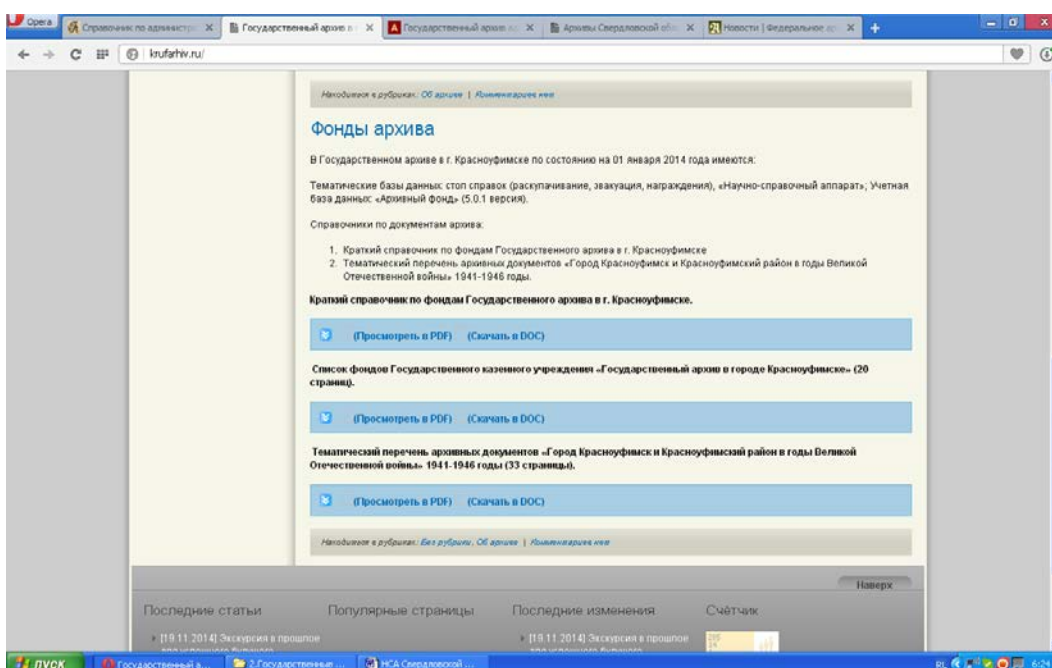 Opera
Справочник по администр
Государственный архив в г
Государственный архив
Архивы Свердловской об
Новости | Федеральное
krufarhiv.ru/
Находится в рубриках: Об архиве | Комментариев нет
Фонды архива
В Государственном архиве в г. Красноуфимске по состоянию на 01 января 2014 года имеются:
Тематические базы данных: стол справок (раскулачивание, эвакуация, награждения), «Научно-справочный аппарат»; Учетная
база данных: «Архивный фонд» (5.0.1 версия).
Справочники по документам архива:
1. Краткий справочник по фондам Государственного архива в г. Красноуфимске
2. Тематический перечень архивных документов «Город Красноуфимск и Красноуфимский район в годы Великой
Отечественной войны» 1941-1946 годы.
Краткий справочник по фондам Государственного архива в г. Красноуфимске.
(Просмотреть в PDF) (Скачать в DOC)
Список фондов Государственного казенного учреждения «Государственный архив в городе Красноуфимске» (20
страниц).
(Просмотреть в PDF) (Скачать в DOC)
Тематический перечень архивных документов «Город Красноуфимск и Красноуфимский район в годы Великой
Отечественной войны» 1941-1946 годы (33 страницы).
(Просмотреть в PDF) (Скачать в DOC)
Находится в рубриках: Без рубрики, Об архиве | Комментариев нет
Наверх
Последние статьи Популярные страницы Последние изменения Счётчик
[19.11.2014] Экскурсия в прошлое
[19.11.2014] Экскурсия в прошлое
пуск
Государственный а...
2.Государственные ...
НСА Свердловской ...
RL
6:24